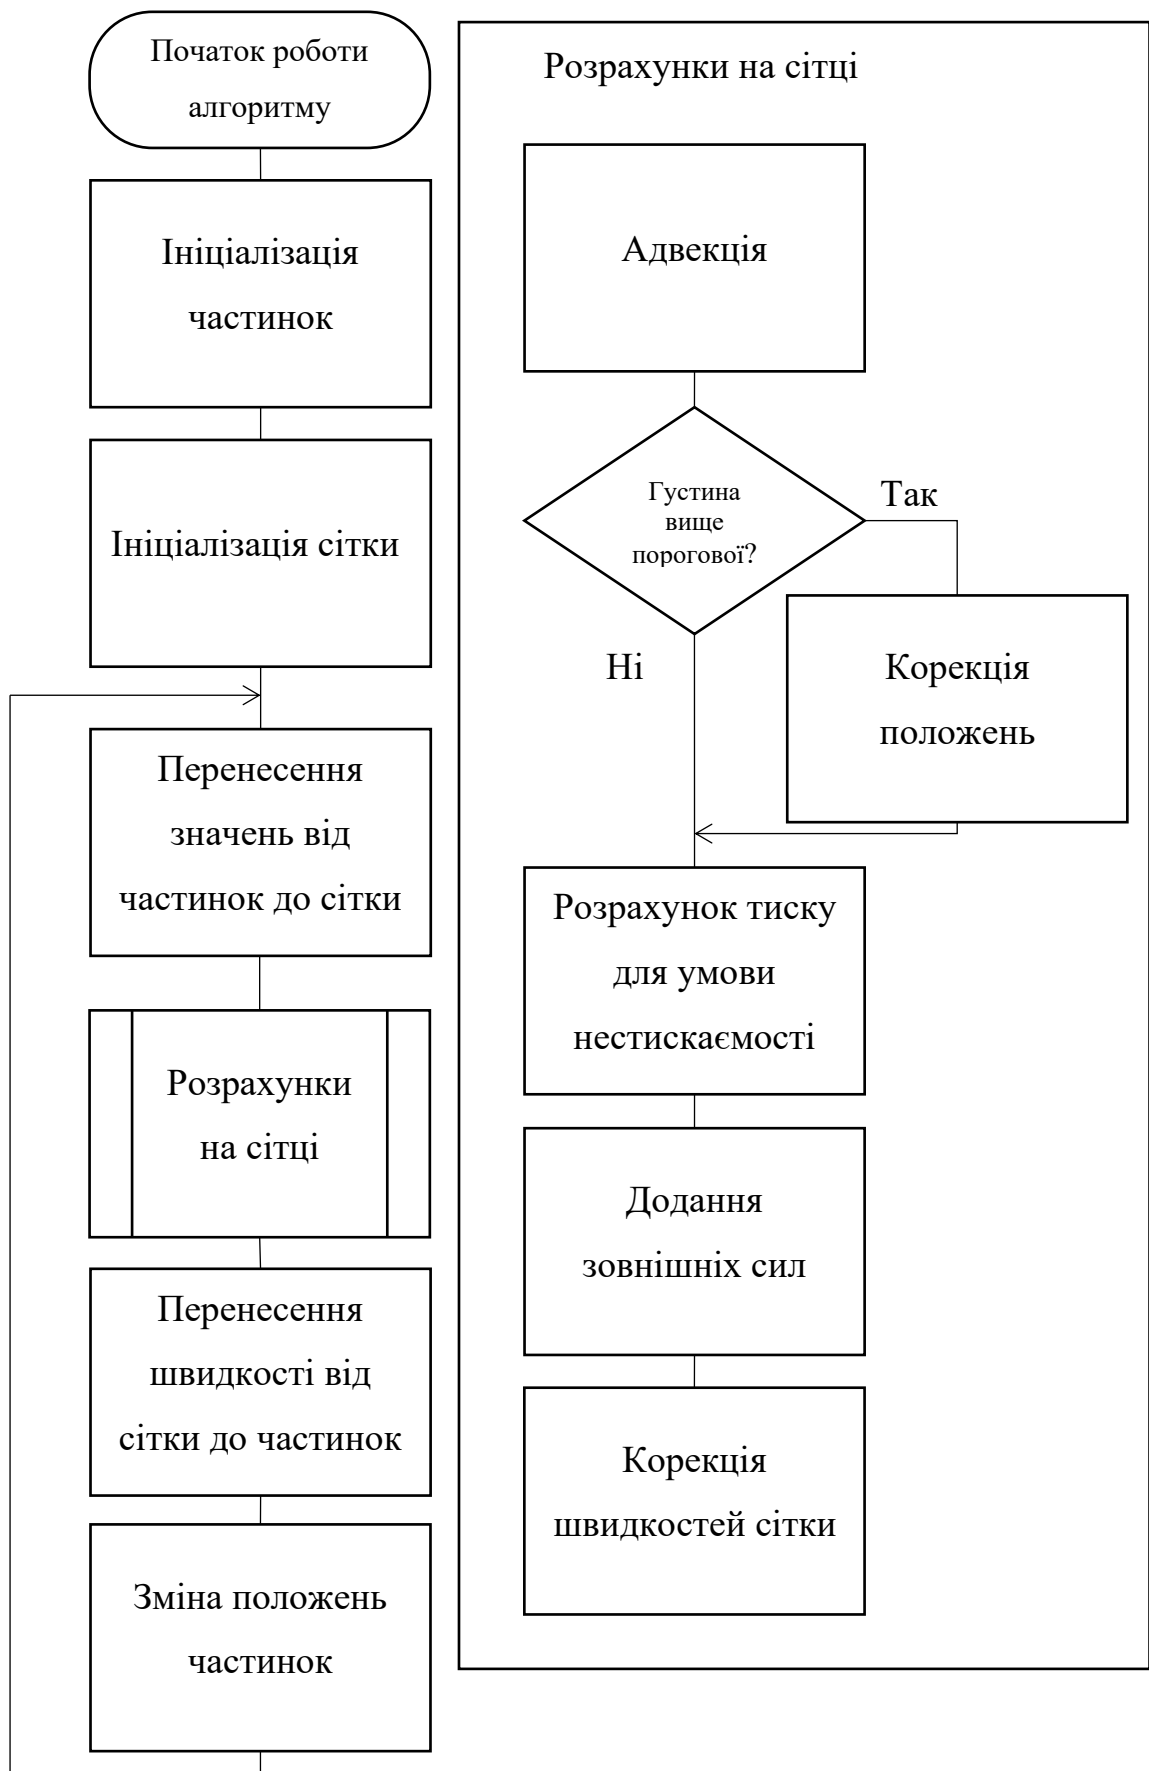 Початок роботи
алгоритму
Ініціалізація
частинок
Ініціалізація сітки
Перенесення
значень від
частинок до сітки
Розрахунки
на сітці
Перенесення
швидкості від
сітки до частинок
Зміна положень
частинок
Розрахунки на сітці
Адвекція
Густина
вище
порогової?
Так
Ні
Корекція
положень
Розрахунок тиску
для умови
нестискаємості
Додання
зовнішніх сил
Корекція
швидкостей сітки